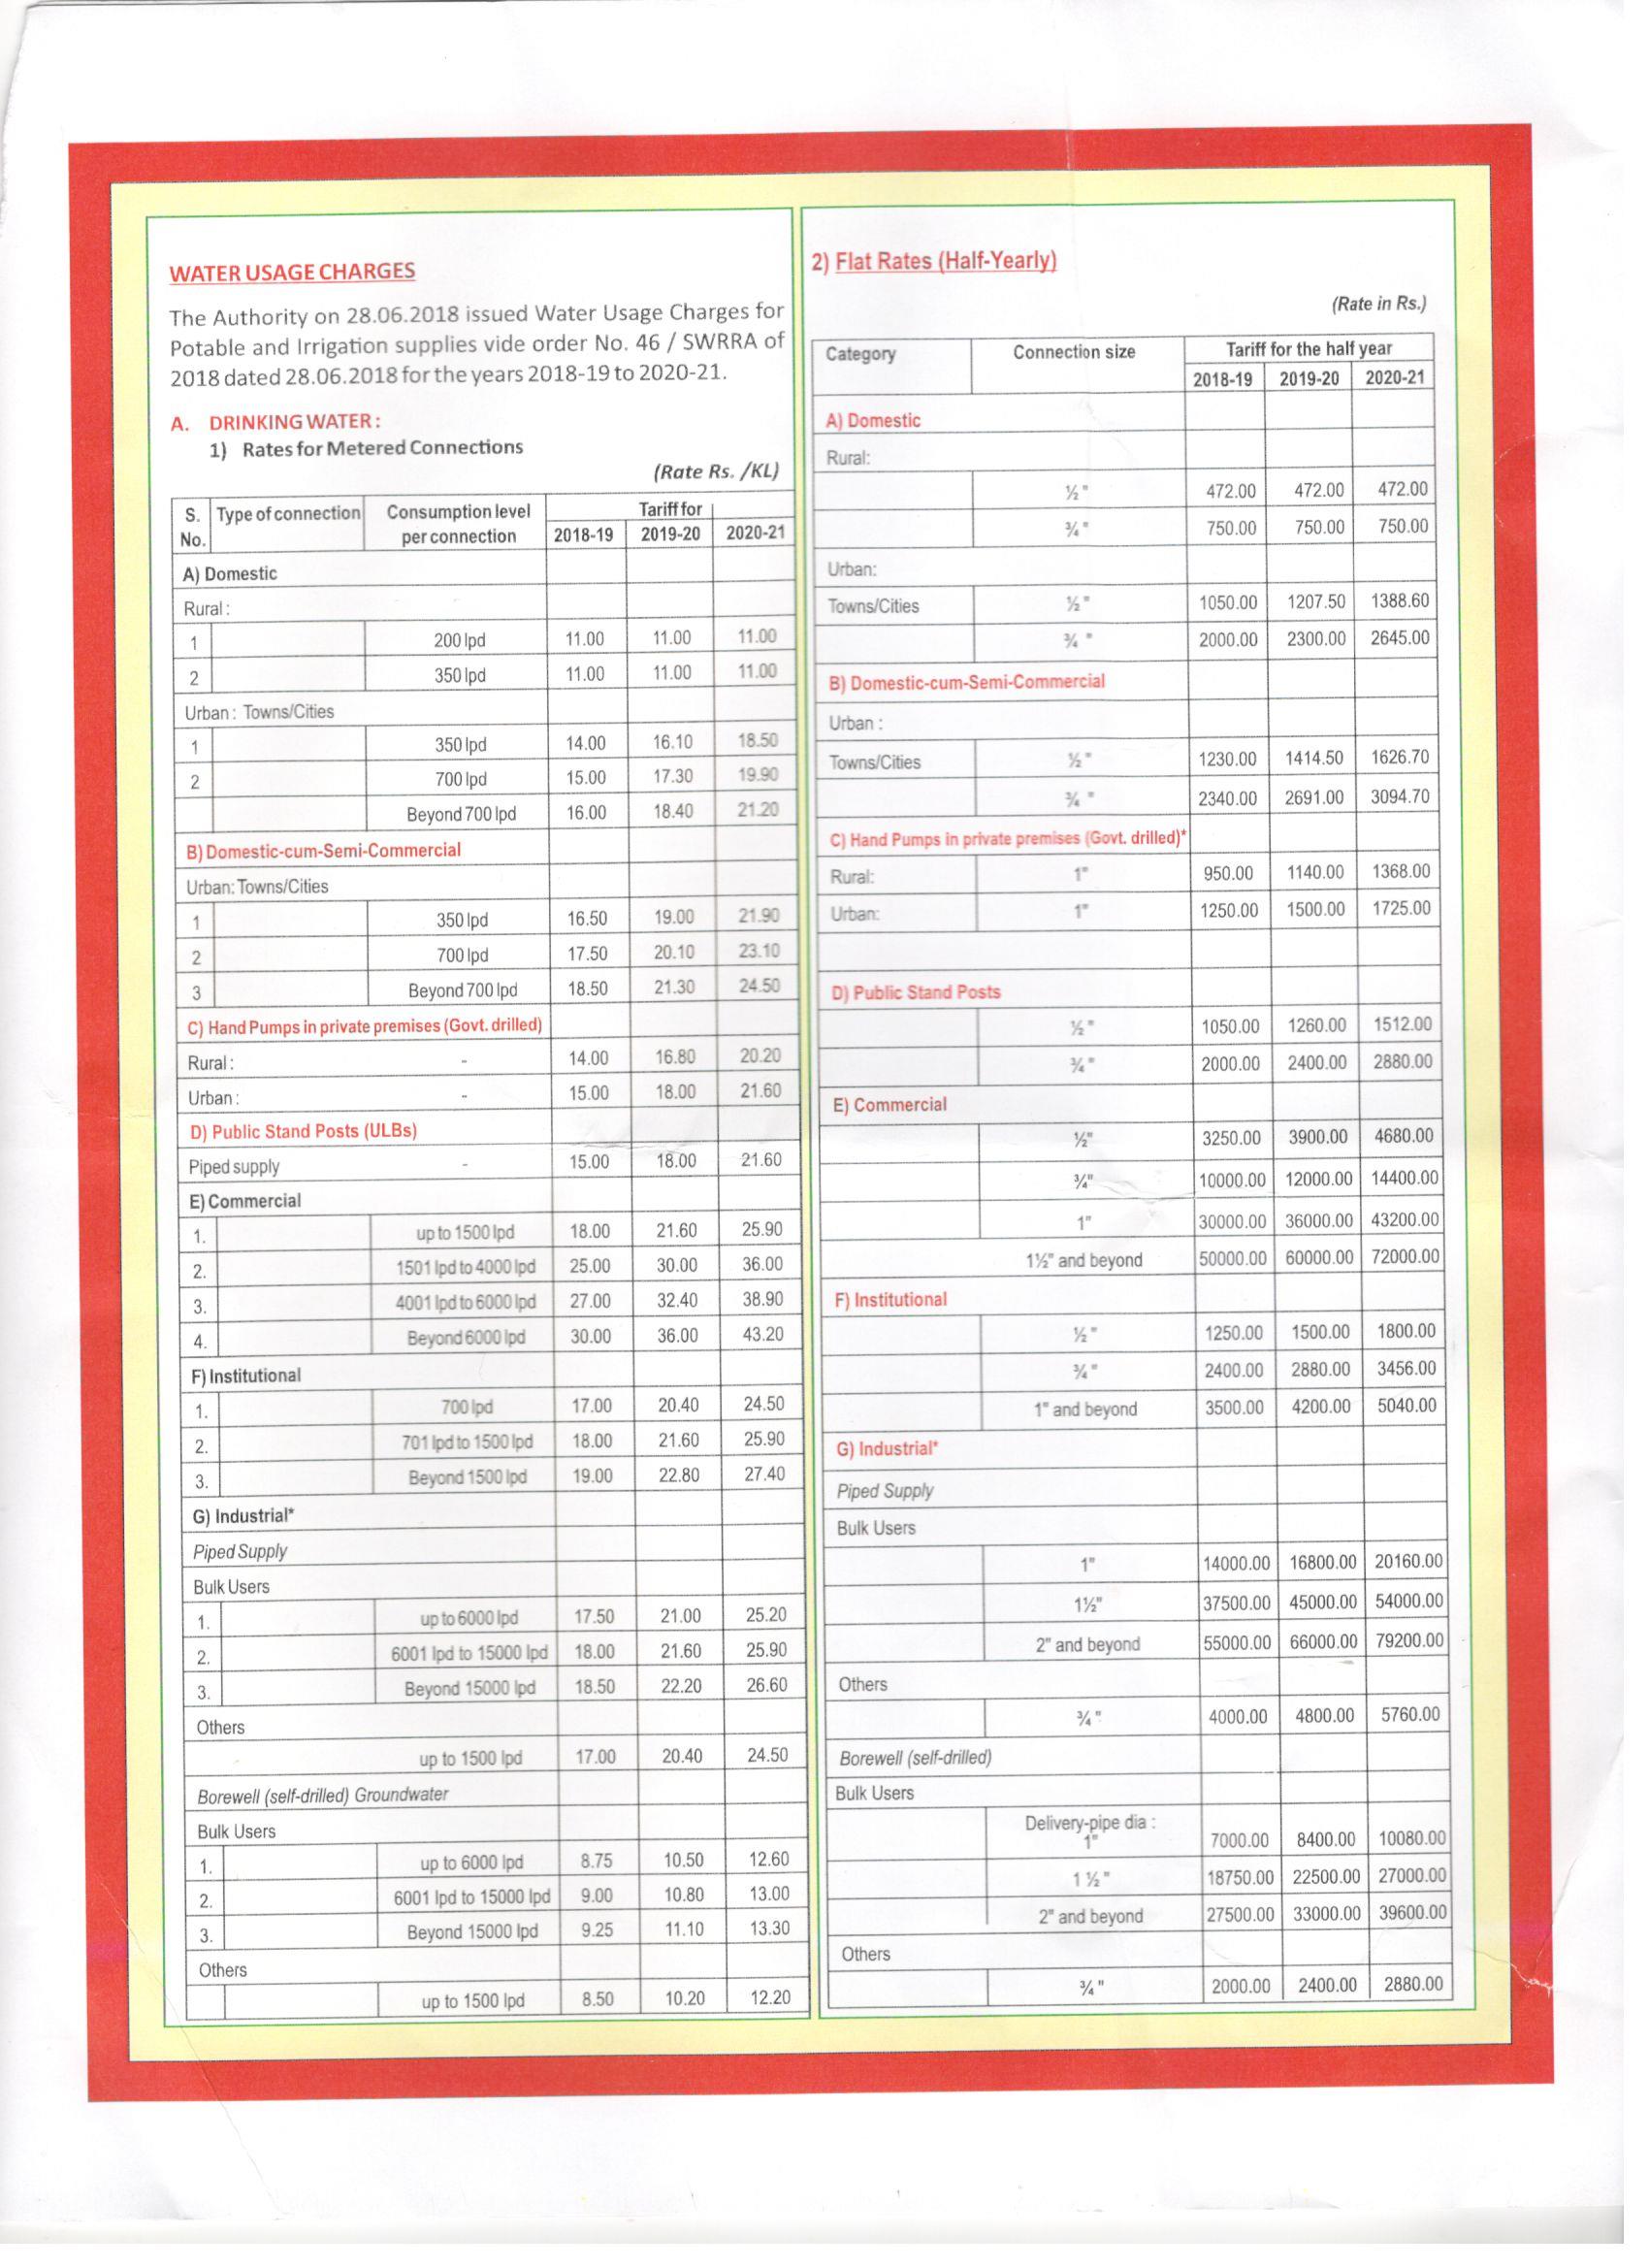 WATER USAGE CHARGES
The Authority on 28.06.2018 issued Water Usage Charges for
Potable and Irrigation supplies vide order No. 46 / SWRRA of
2018 dated 28.06.2018 for the years 2018-19 to 2020-21.
A. DRINKING WATER :
1) Rates for Metered Connections
(Rate Rs. /KL)
S. No. Type of connection Consumption level per connection Tariff for
2018-19 2019-20 2020-21
A) Domestic
Rural :
1 200 lpd 11.00 11.00 11.00
2 350 lpd 11.00 11.00 11.00
Urban : Towns/Cities
1 350 lpd 14.00 16.10 18.50
2 700 lpd 15.00 17.30 19.90
Beyond 700 lpd 16.00 18.40 21.20
B) Domestic-cum-Semi-Commercial
Urban: Towns/Cities
1 350 lpd 16.50 19.00 21.90
2 700 lpd 17.50 20.10 23.10
3 Beyond 700 lpd 18.50 21.30 24.50
C) Hand Pumps in private premises (Govt. drilled)
Rural : - 14.00 16.80 20.20
Urban : - 15.00 18.00 21.60
D) Public Stand Posts (ULBs)
Piped supply - 15.00 18.00 21.60
E) Commercial
1. up to 1500 lpd 18.00 21.60 25.90
2. 1501 lpd to 4000 lpd 25.00 30.00 36.00
3. 4001 lpd to 6000 lpd 27.00 32.40 38.90
4. Beyond 6000 lpd 30.00 36.00 43.20
F) Institutional
1. 700 lpd 17.00 20.40 24.50
2. 701 lpd to 1500 lpd 18.00 21.60 25.90
3. Beyond 1500 lpd 19.00 22.80 27.40
G) Industrial*
Piped Supply
Bulk Users
1. up to 6000 lpd 17.50 21.00 25.20
2. 6001 lpd to 15000 lpd 18.00 21.60 25.90
3. Beyond 15000 lpd 18.50 22.20 26.60
Others
up to 1500 lpd 17.00 20.40 24.50
Borewell (self-drilled) Groundwater
Bulk Users
1. up to 6000 lpd 8.75 10.50 12.60
2. 6001 lpd to 15000 lpd 9.00 10.80 13.00
3. Beyond 15000 lpd 9.25 11.10 13.30
Others
up to 1500 lpd 8.50 10.20 12.20
2) Flat Rates (Half-Yearly)
(Rate in Rs.)
Category Connection size Tariff for the half year
2018-19 2019-20 2020-21
A) Domestic
Rural:
½" 472.00 472.00 472.00
¾" 750.00 750.00 750.00
Urban:
Towns/Cities ½" 1050.00 1207.50 1388.60
¾" 2000.00 2300.00 2645.00
B) Domestic-cum-Semi-Commercial
Urban :
Towns/Cities ½" 1230.00 1414.50 1626.70
¾" 2340.00 2691.00 3094.70
C) Hand Pumps in private premises (Govt. drilled)*
Rural: 1" 950.00 1140.00 1368.00
Urban: 1" 1250.00 1500.00 1725.00
D) Public Stand Posts
½" 1050.00 1260.00 1512.00
¾" 2000.00 2400.00 2880.00
E) Commercial
½" 3250.00 3900.00 4680.00
¾" 10000.00 12000.00 14400.00
1" 30000.00 36000.00 43200.00
1½" and beyond 50000.00 60000.00 72000.00
F) Institutional
½" 1250.00 1500.00 1800.00
¾" 2400.00 2880.00 3456.00
1" and beyond 3500.00 4200.00 5040.00
G) Industrial*
Piped Supply
Bulk Users
1" 14000.00 16800.00 20160.00
1½" 37500.00 45000.00 54000.00
2" and beyond 55000.00 66000.00 79200.00
Others
¾" 4000.00 4800.00 5760.00
Borewell (self-drilled)
Bulk Users
Delivery-pipe dia :
1" 7000.00 8400.00 10080.00
1 ½" 18750.00 22500.00 27000.00
2" and beyond 27500.00 33000.00 39600.00
Others
¾" 2000.00 2400.00 2880.00